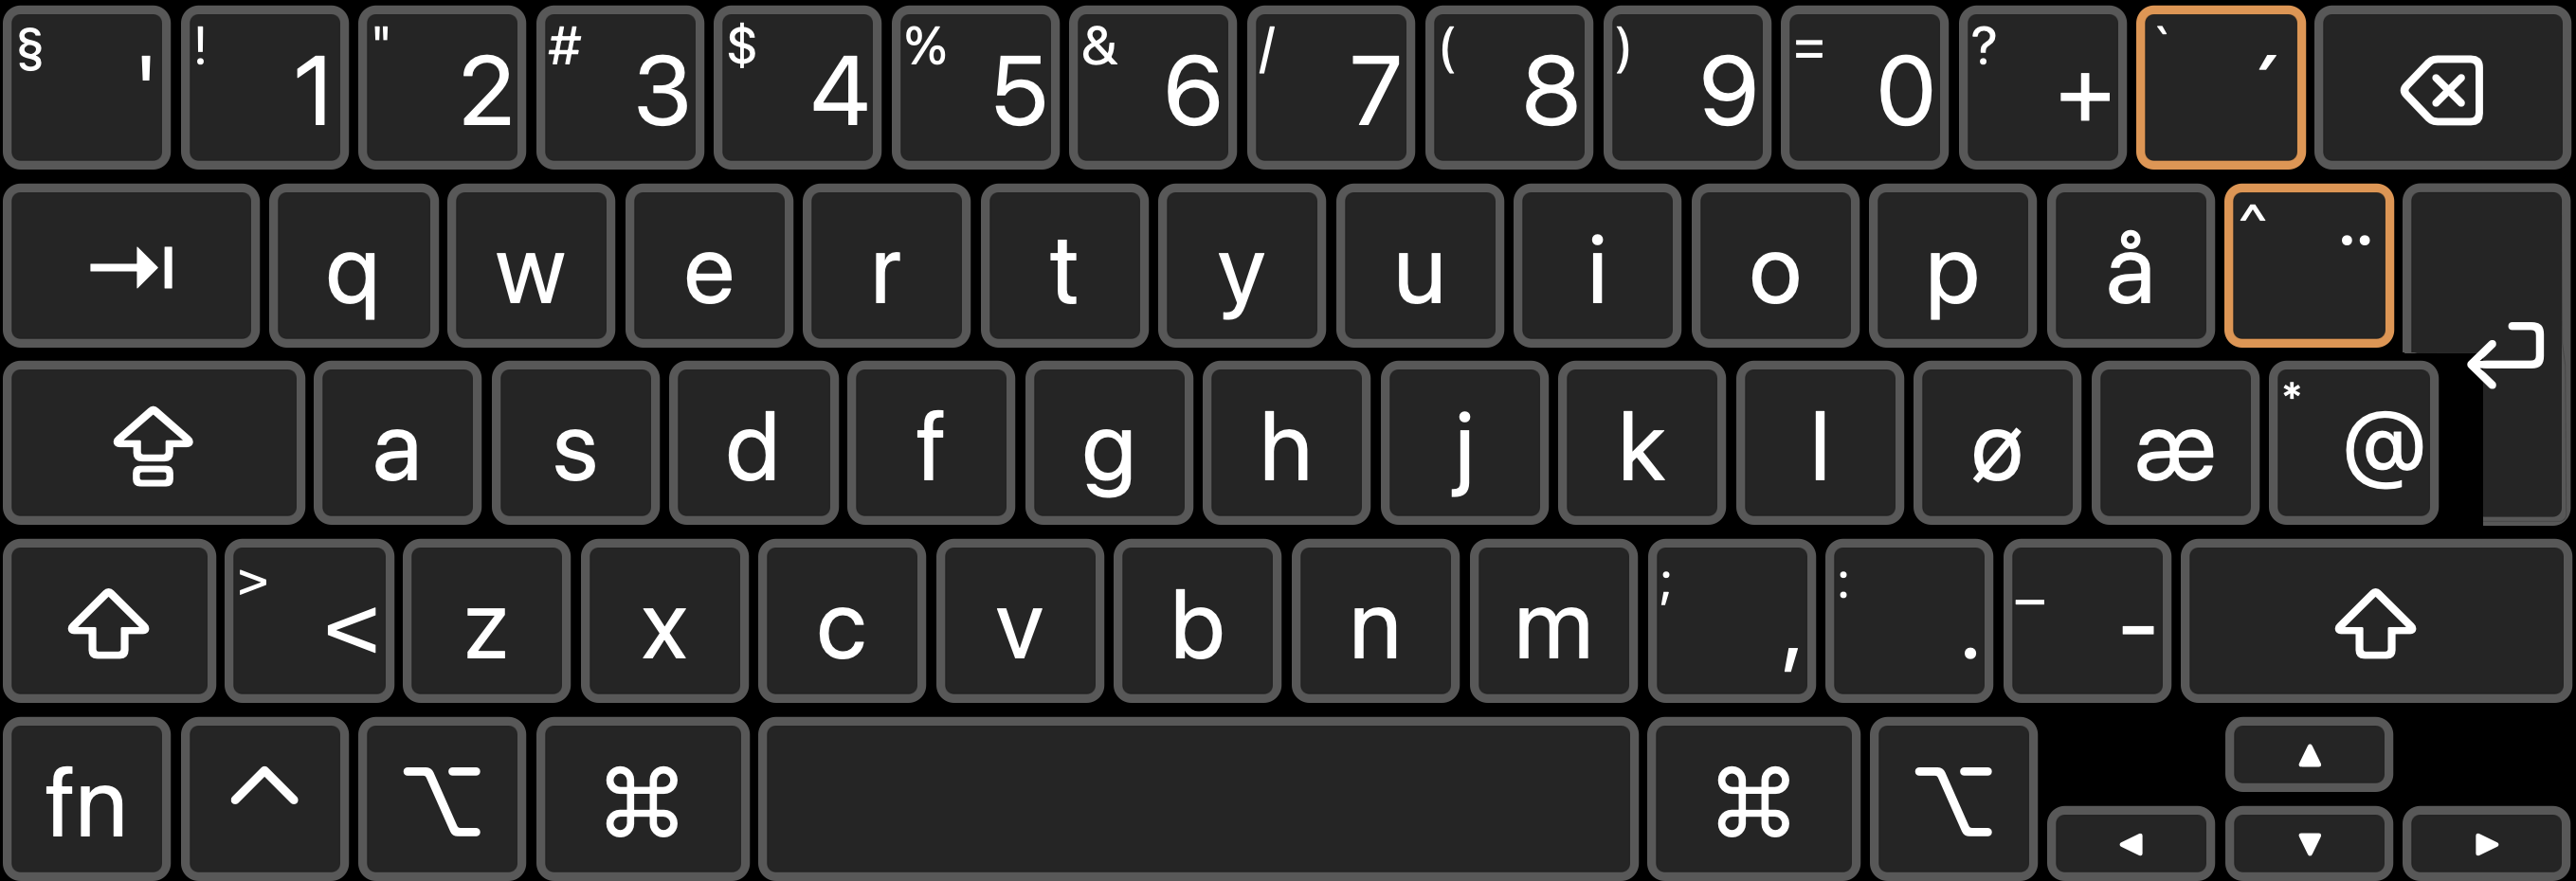 § ' ! 1 " 2 # 3 $ 4 % 5 & 6 / 7 ( 8 ) 9 = 0 ? + ` ´
q w e r t y u i o p å ^ ¨
a s d f g h j k l ø æ * @
> < z x c v b n m ; , : . _ -
fn ^ ⌥ ⌘ ⌘ ⌥